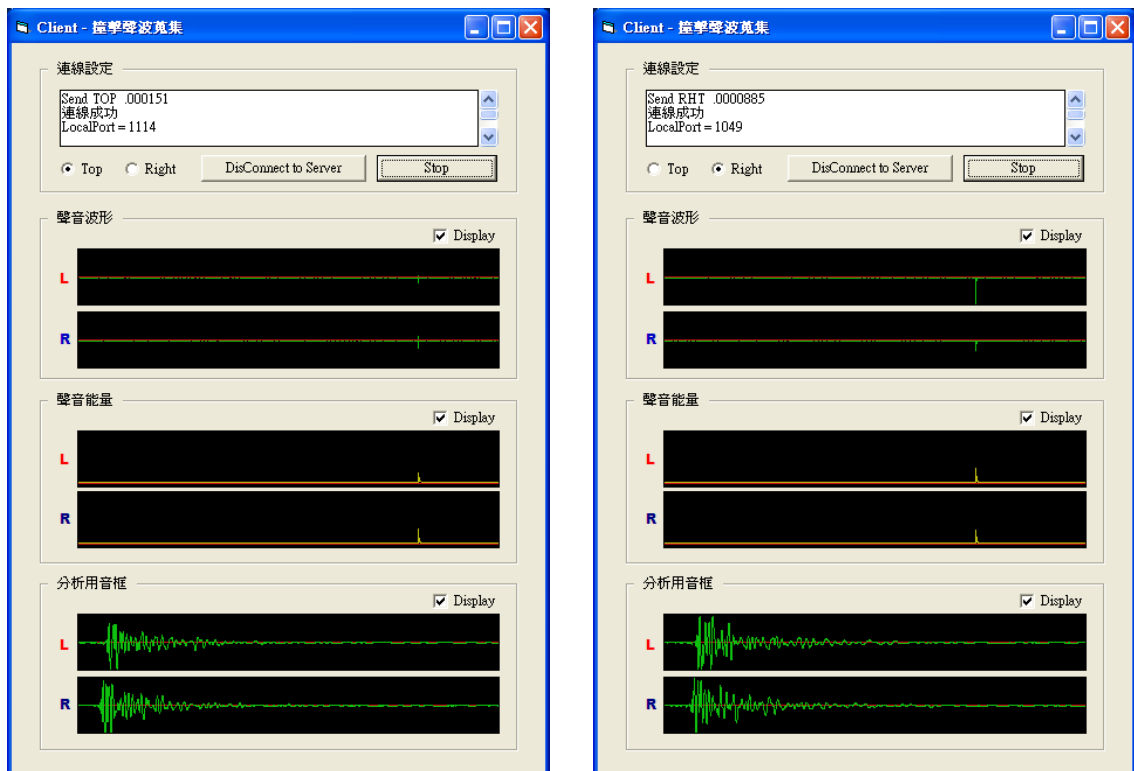 Client - 撞擊聲波蒐集
連線設定
Send TOP .000151
連線成功
LocalPort = 1114
Top Right DisConnect to Server Stop
聲音波形
Display
L
R
聲音能量
Display
L
R
分析用音框
Display
L
R
Client - 撞擊聲波蒐集
連線設定
Send RHT .0000885
連線成功
LocalPort = 1049
Top Right DisConnect to Server Stop
聲音波形
Display
L
R
聲音能量
Display
L
R
分析用音框
Display
L
R